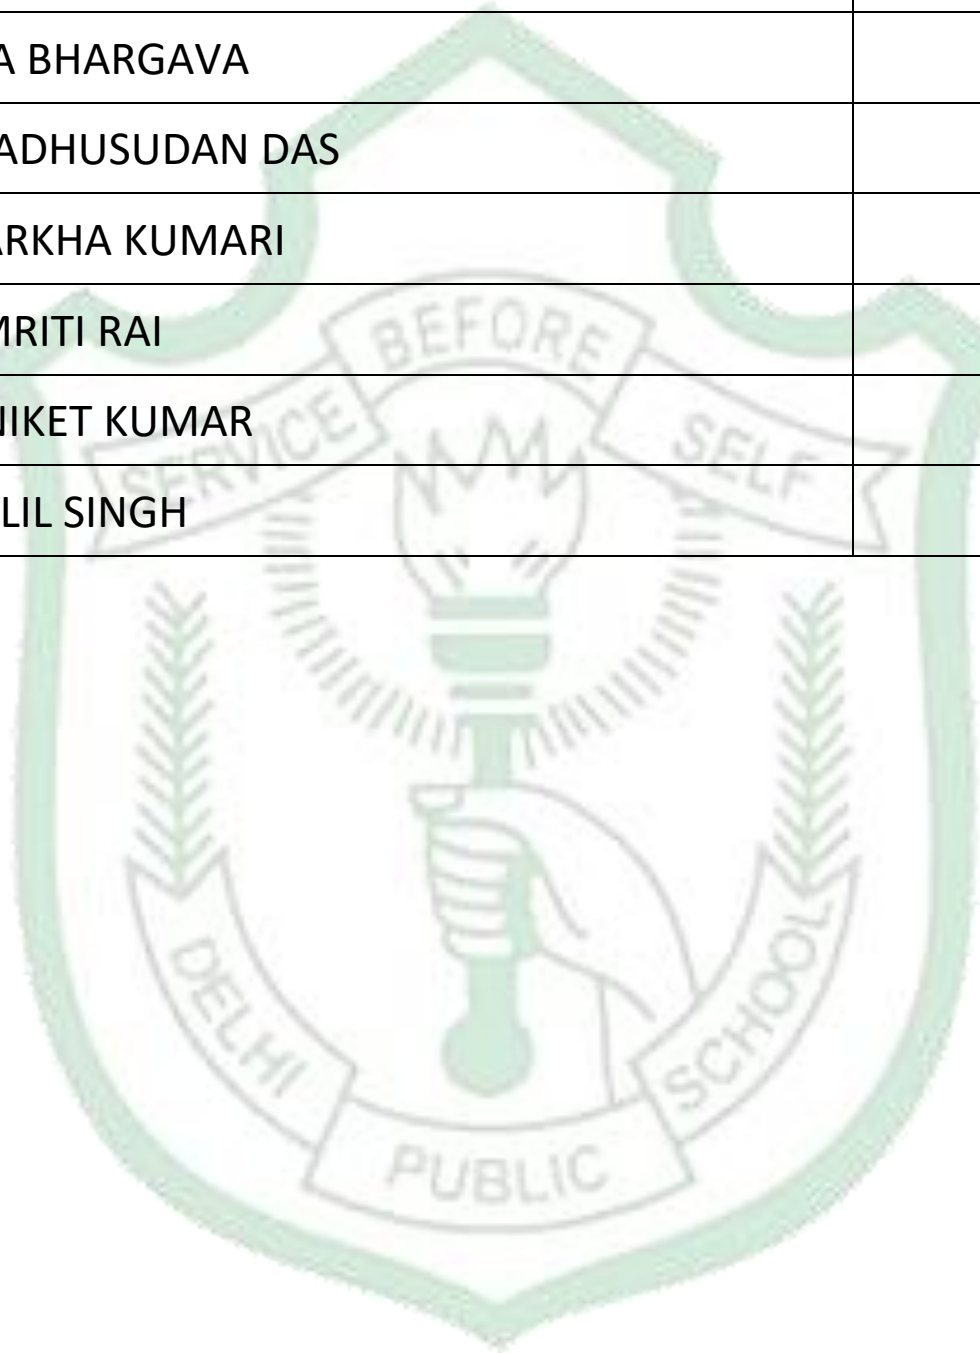 A BHARGAVA
ADHUSUDAN DAS
ARKHA KUMARI
MRITI RAI
NIKET KUMAR
LIL SINGH
SERVICE BEFORE SELF
DELHI PUBLIC SCHOOL